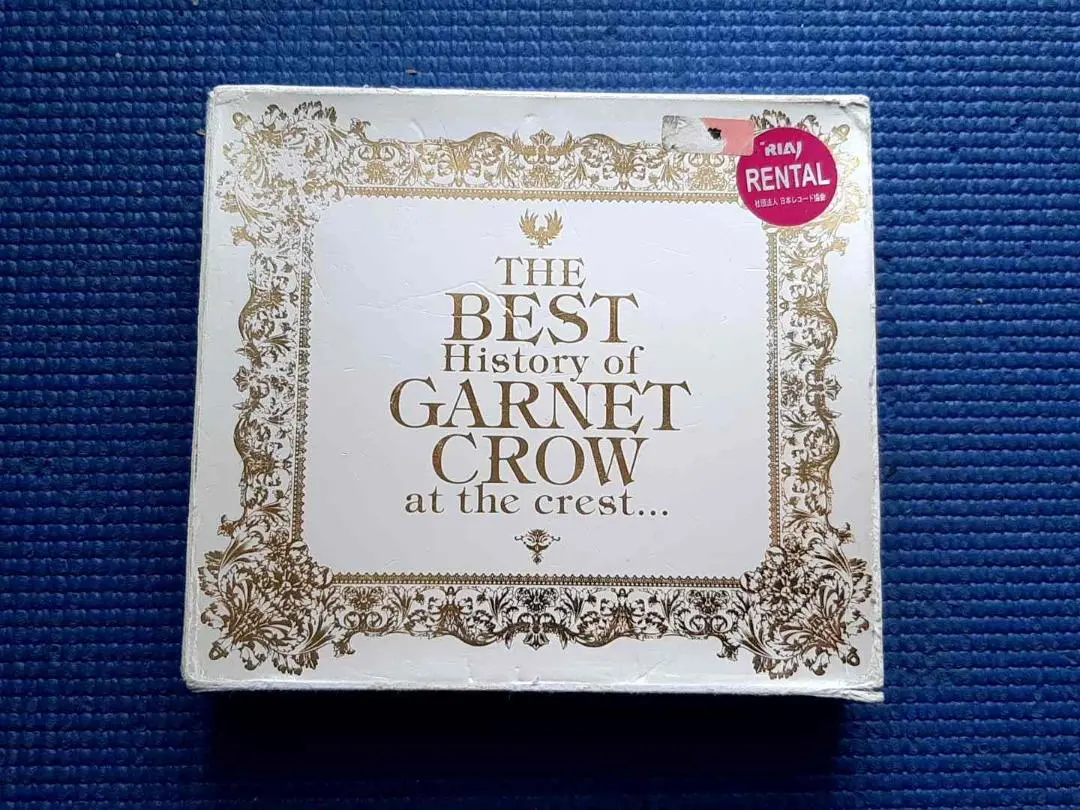 RIAJ
RENTAL
社団法人 日本レコード協会
THE
BEST
History of
GARNET
CROW
at the crest...